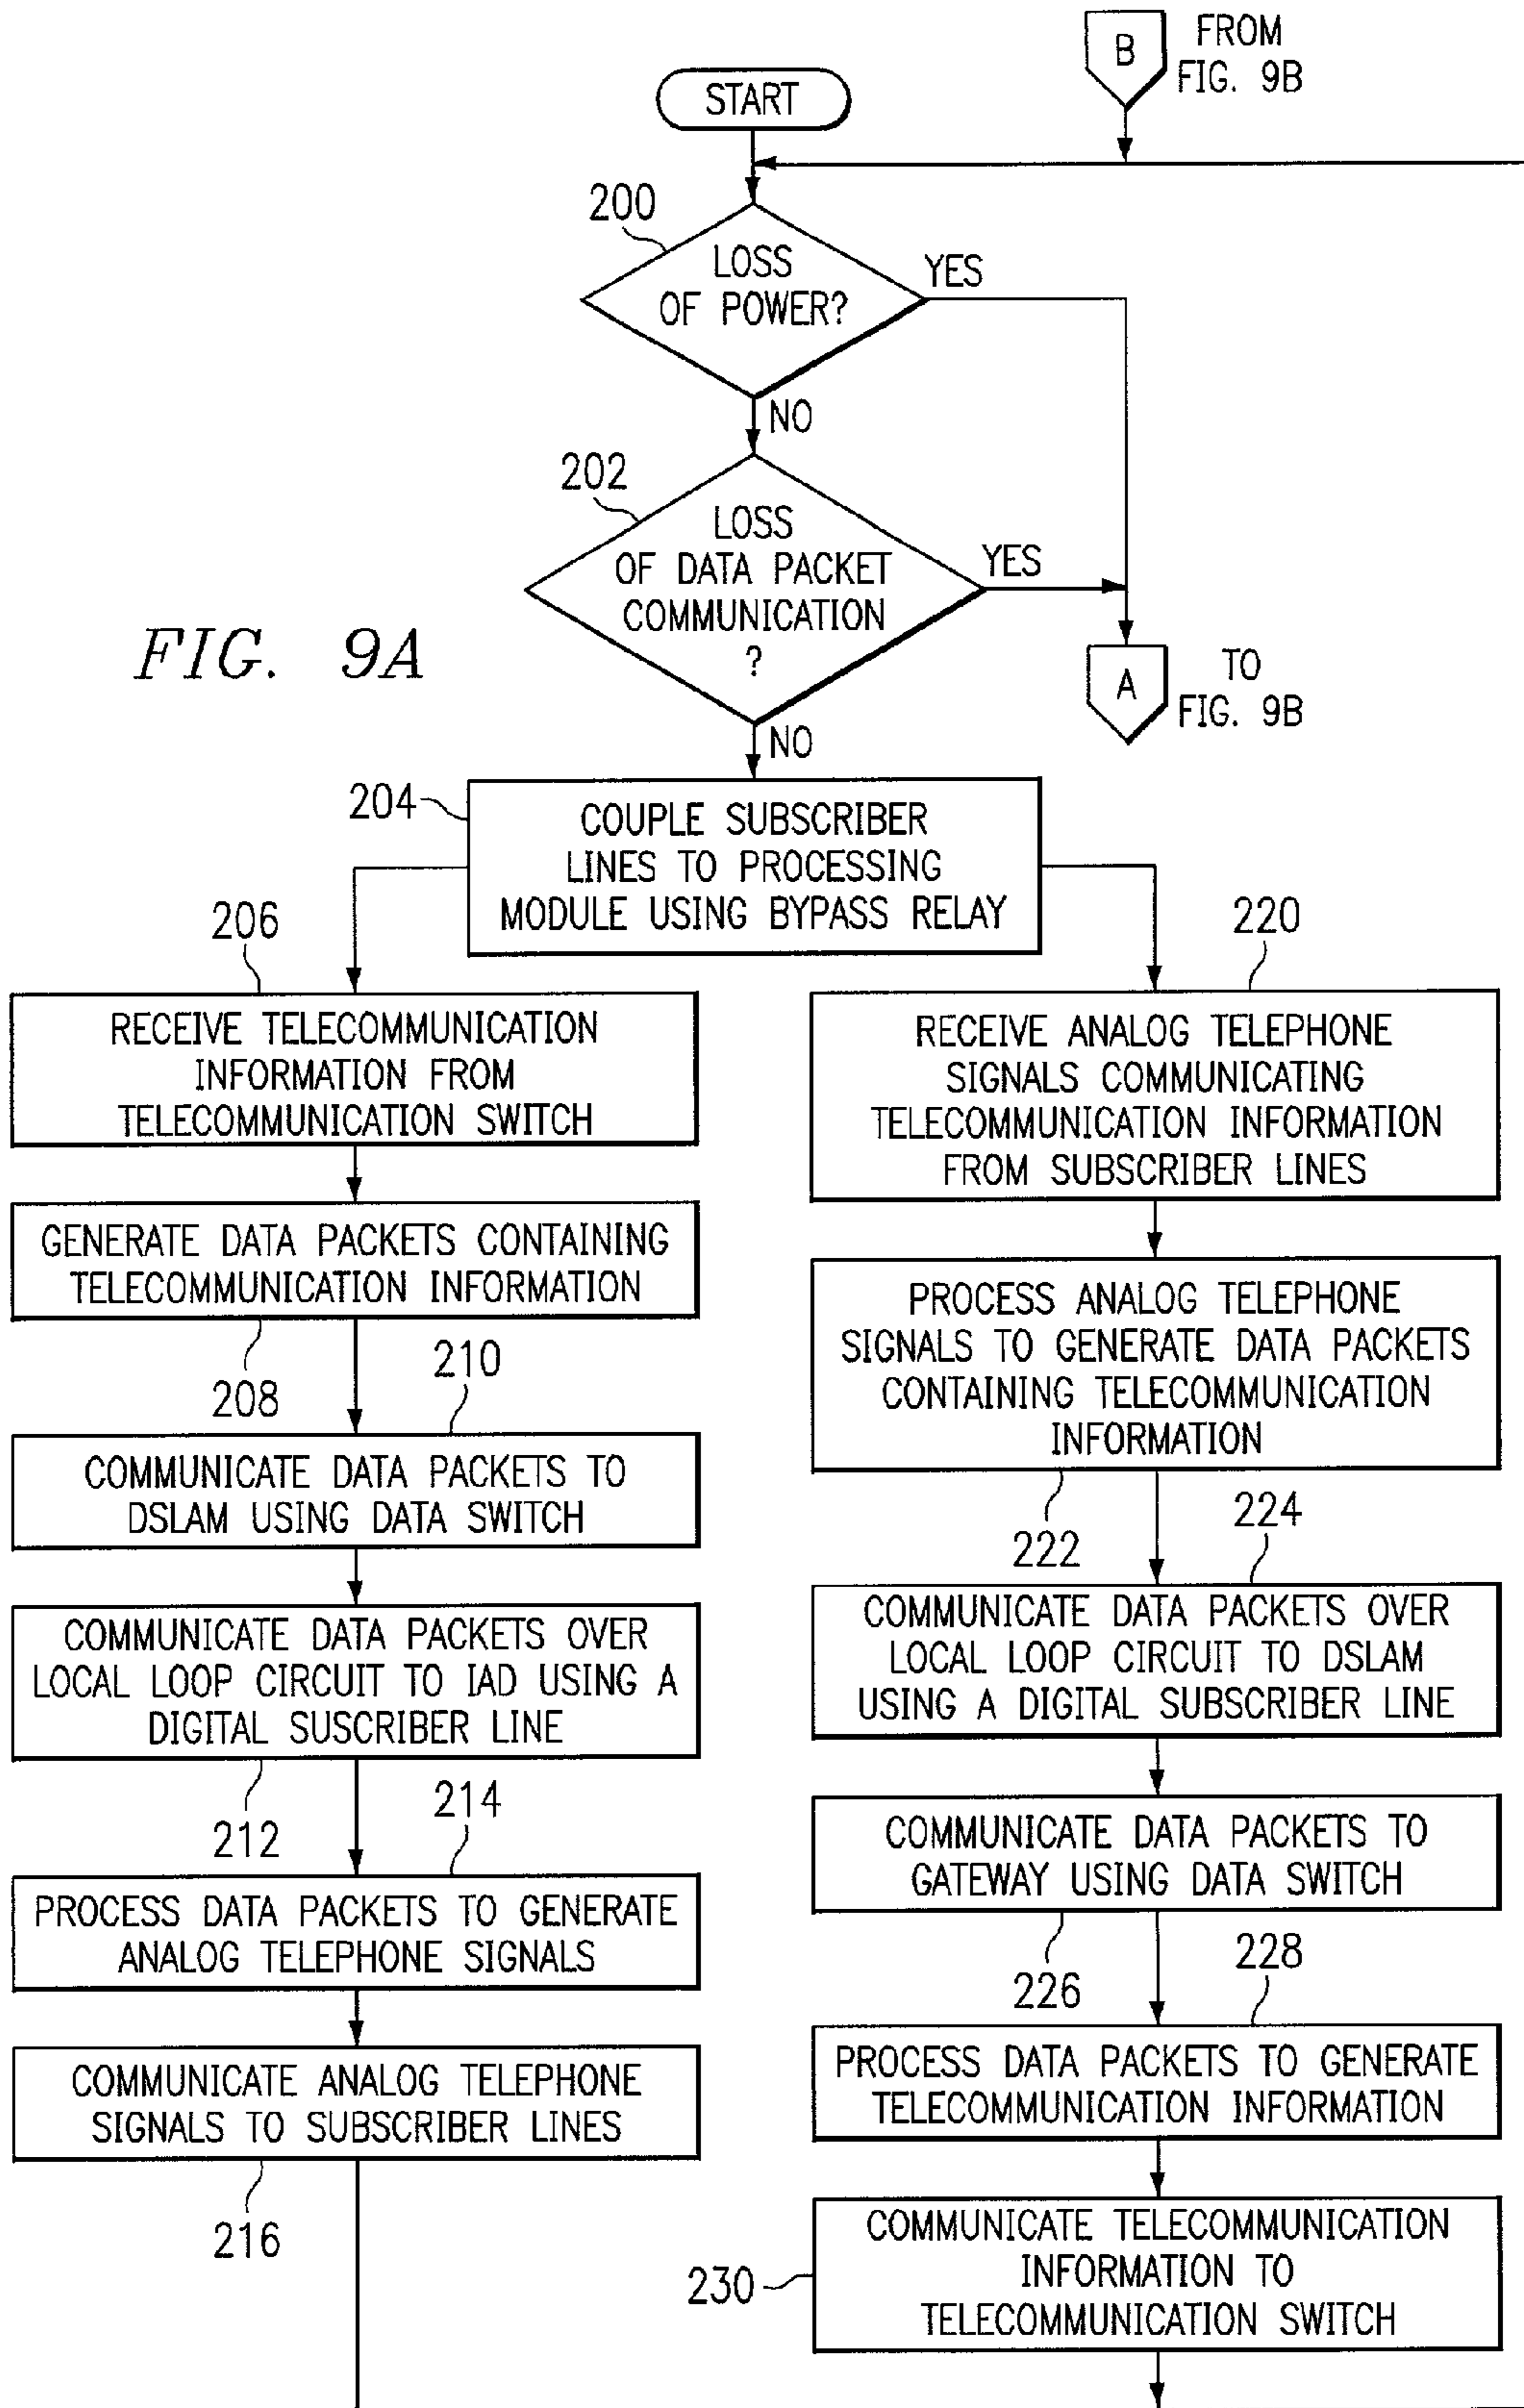 B
FROM
FIG. 9B
START
200
LOSS
OF POWER?
YES
NO
202
LOSS
OF DATA PACKET
COMMUNICATION
?
YES
FIG. 9A
A
TO
FIG. 9B
NO
204
COUPLE SUBSCRIBER
LINES TO PROCESSING
MODULE USING BYPASS RELAY
206
RECEIVE TELECOMMUNICATION
INFORMATION FROM
TELECOMMUNICATION SWITCH
GENERATE DATA PACKETS CONTAINING
TELECOMMUNICATION INFORMATION
208
210
COMMUNICATE DATA PACKETS TO
DSLAM USING DATA SWITCH
COMMUNICATE DATA PACKETS OVER
LOCAL LOOP CIRCUIT TO IAD USING A
DIGITAL SUSCRIBER LINE
212
214
PROCESS DATA PACKETS TO GENERATE
ANALOG TELEPHONE SIGNALS
COMMUNICATE ANALOG TELEPHONE
SIGNALS TO SUBSCRIBER LINES
216
220
RECEIVE ANALOG TELEPHONE
SIGNALS COMMUNICATING
TELECOMMUNICATION INFORMATION
FROM SUBSCRIBER LINES
PROCESS ANALOG TELEPHONE
SIGNALS TO GENERATE DATA PACKETS
CONTAINING TELECOMMUNICATION
INFORMATION
222
224
COMMUNICATE DATA PACKETS OVER
LOCAL LOOP CIRCUIT TO DSLAM
USING A DIGITAL SUBSCRIBER LINE
COMMUNICATE DATA PACKETS TO
GATEWAY USING DATA SWITCH
226
228
PROCESS DATA PACKETS TO GENERATE
TELECOMMUNICATION INFORMATION
230
COMMUNICATE TELECOMMUNICATION
INFORMATION TO
TELECOMMUNICATION SWITCH